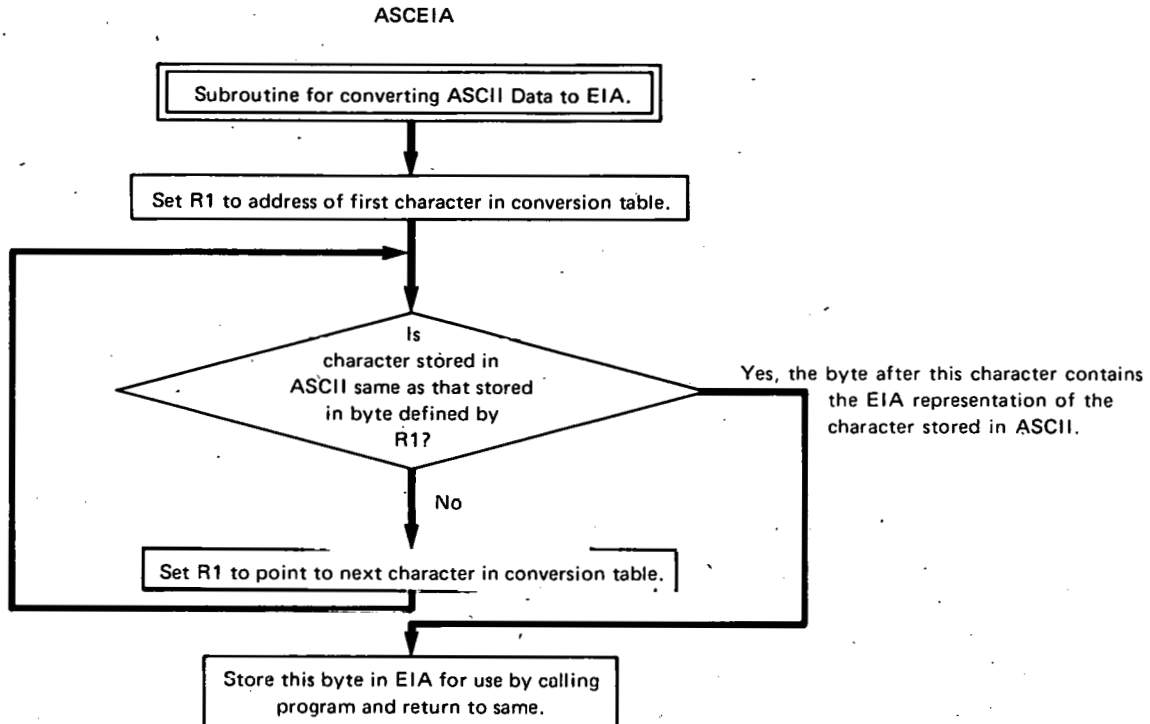 ASCEIA
Subroutine for converting ASCII Data to EIA.
Set R1 to address of first character in conversion table.
Is
character stored in
ASCII same as that stored
in byte defined by
R1?
Yes, the byte after this character contains
the EIA representation of the
character stored in ASCII.
No
Set R1 to point to next character in conversion table.
Store this byte in EIA for use by calling
program and return to same.